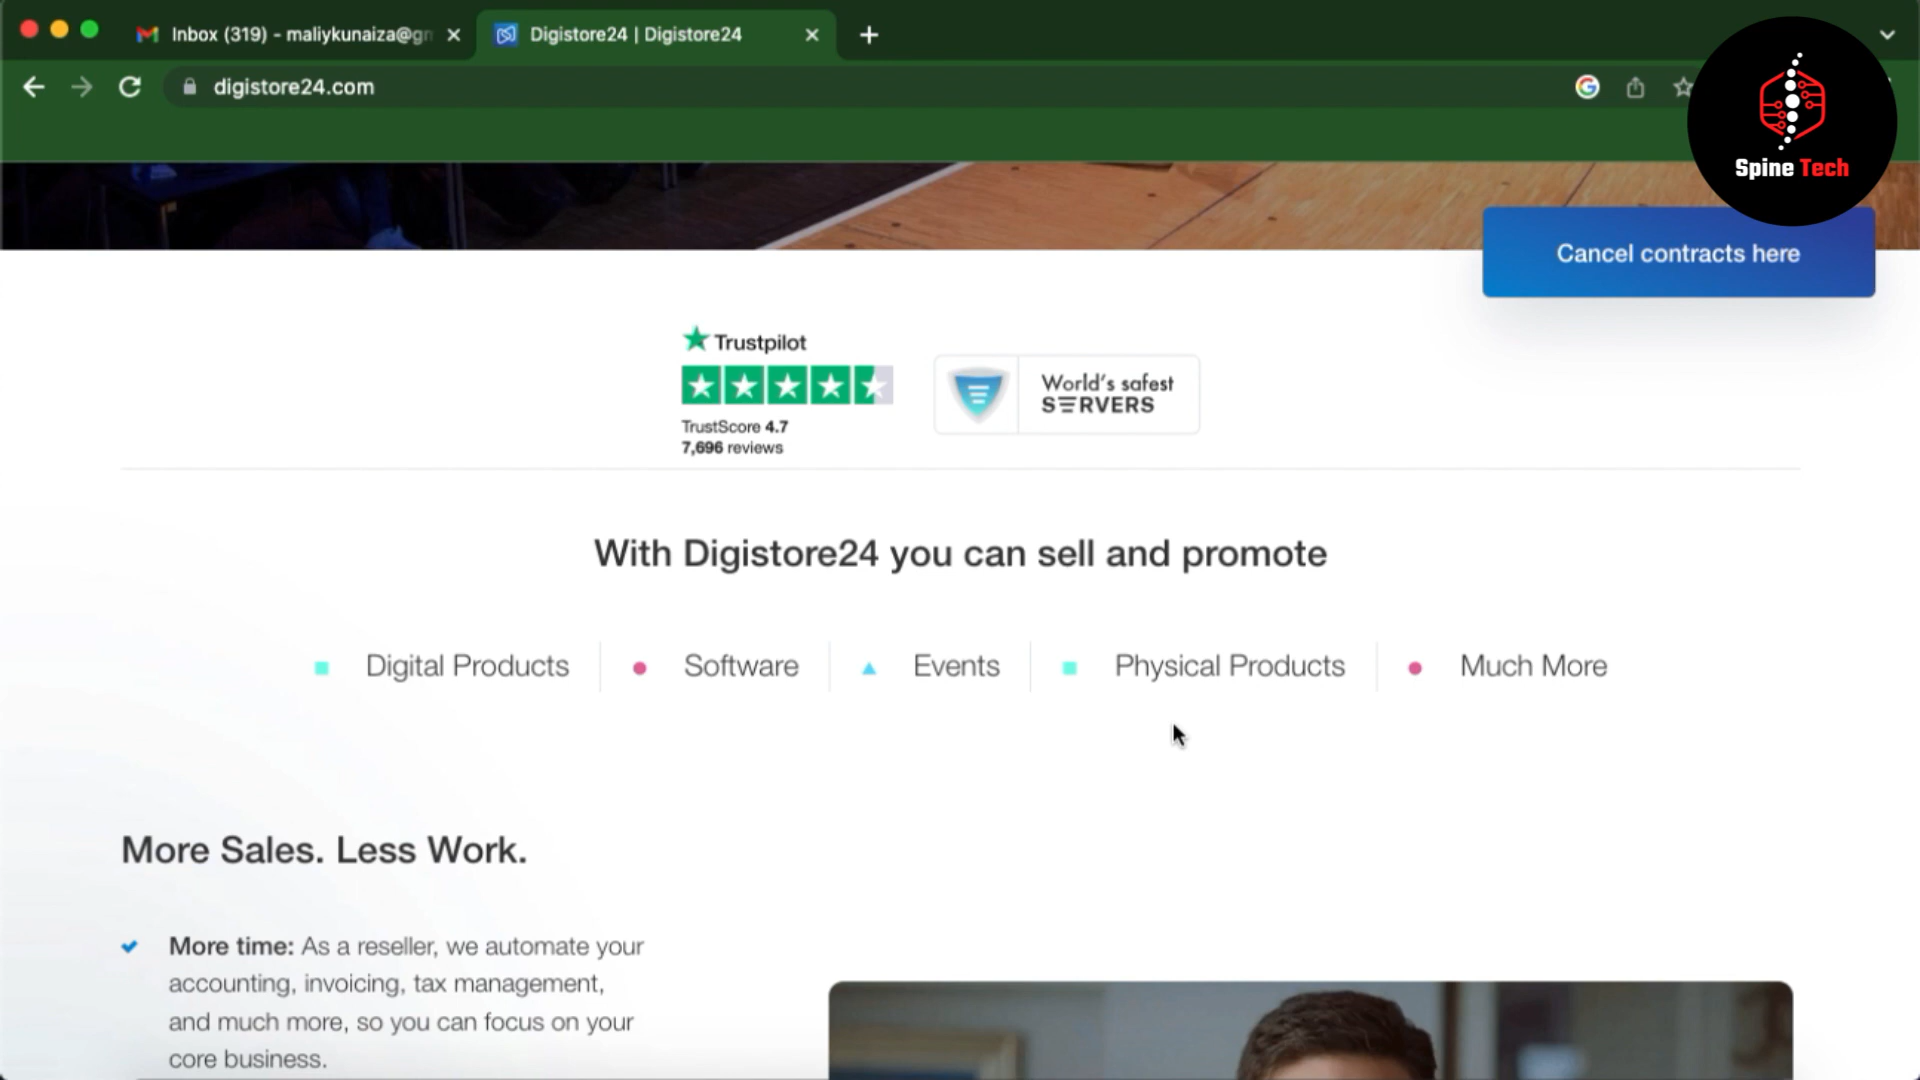 Inbox (319) - maliykunaiza@gn
Digistore24 | Digistore24
digistore24.com
Spine Tech
Cancel contracts here
Trustpilot
TrustScore 4.7
7,696 reviews
World's safest
SERVERS
With Digistore24 you can sell and promote
Digital Products
Software
Events
Physical Products
Much More
More Sales. Less Work.
More time: As a reseller, we automate your
accounting, invoicing, tax management,
and much more, so you can focus on your
core business.